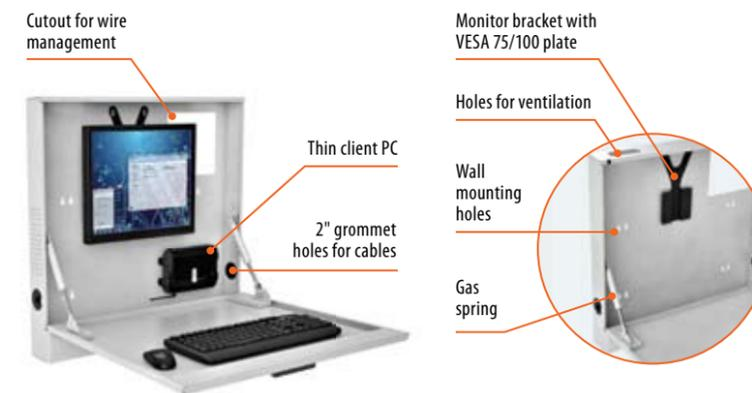 Cutout for wire
management
Thin client PC
2" grommet
holes for cables
Monitor bracket with
VESA 75/100 plate
Holes for ventilation
Wall
mounting
holes
Gas
spring